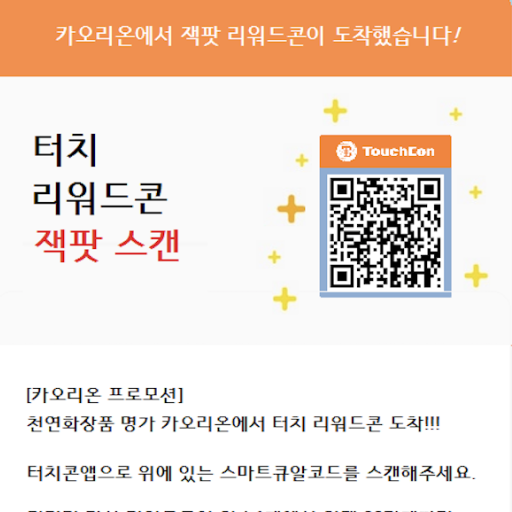 카오리온에서 잭팟 리워드콘이 도착했습니다!
터치
리워드콘
잭팟 스캔
TouchCon
[카오리온 프로모션]
천연화장품 명가 카오리온에서 터치 리워드콘 도착!!!
터치콘앱으로 위에 있는 스마트큐알코드를 스캔해주세요.